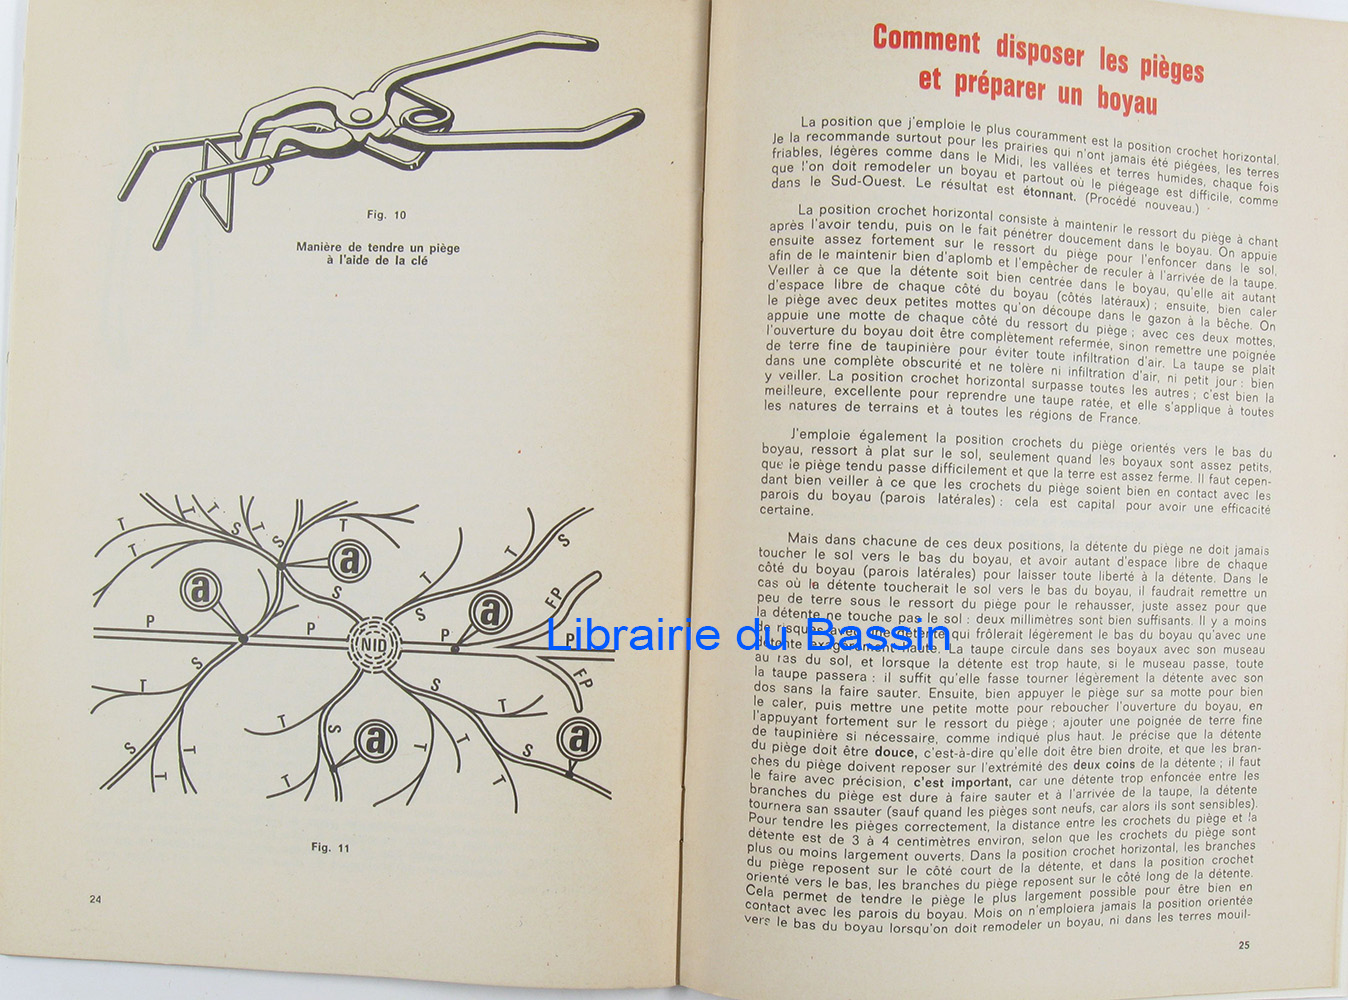 Fig. 10
Manière de tendre un piège
à l'aide de la clé
T
T
S
T
S
T
T
S
a
a
S
T
T
S
a
FP
P
P
NID
P
P
FP
S
T
S
T
S
T
S
a
T
T
S
a
T
Fig. 11
24
Comment disposer les pièges
et préparer un boyau
La position que j'emploie le plus couramment est la position crochet horizontal.
Je la recommande surtout pour les prairies qui n'ont jamais été piégées, les terres
friables, légères comme dans le Midi, les vallées et terres humides, chaque fois
que l'on doit remodeler un boyau et partout où le piégeage est difficile, comme
dans le Sud-Ouest. Le résultat est étonnant. (Procédé nouveau.)
La position crochet horizontal consiste à maintenir le ressort du piège à chant
après l'avoir tendu, puis on le fait pénétrer doucement dans le boyau. On appuie
ensuite assez fortement sur le ressort du piège pour l'enfoncer dans le sol,
afin de le maintenir bien d'aplomb et l'empêcher de reculer à l'arrivée de la taupe.
Veiller à ce que la détente soit bien centrée dans le boyau, qu'elle ait autant
d'espace libre de chaque côté du boyau (côtés latéraux) ; ensuite, bien caler
le piège avec deux petites mottes qu'on découpe dans le gazon à la bêche. On
appuie une motte de chaque côté du ressort du piège ; avec ces deux mottes,
l'ouverture du boyau doit être complètement refermée, sinon remettre une poignée
de terre fine de taupinière pour éviter toute infiltration d'air. La taupe se plaît
dans une complète obscurité et ne tolère ni infiltration d'air, ni petit jour : bien
y veiller. La position crochet horizontal surpasse toutes les autres ; c'est bien la
meilleure, excellente pour reprendre une taupe ratée, et elle s'applique à toutes
les natures de terrains et à toutes les régions de France.
J'emploie également la position crochets du piège orientés vers le bas du
boyau, ressort à plat sur le sol, seulement quand les boyaux sont assez petits,
que le piège tendu passe difficilement et que la terre est assez ferme. Il faut cepen-
dant bien veiller à ce que les crochets du piège soient bien en contact avec les
parois du boyau (parois latérales) : cela est capital pour avoir une efficacité
certaine.
Mais dans chacune de ces deux positions, la détente du piège ne doit jamais
toucher le sol vers le bas du boyau, et avoir autant d'espace libre de chaque
côté du boyau (parois latérales) pour laisser toute liberté à la détente. Dans le
cas où la détente toucherait le sol vers le bas du boyau, il faudrait remettre un
peu de terre sous le ressort du piège pour le rehausser, juste assez pour que
la détente ne touche pas le sol : deux millimètres sont bien suffisants. Il y a moins
de risques avec une détente qui frôlerait légèrement le bas du boyau qu'avec une
détente exagérément haute. La taupe circule dans ses boyaux avec son museau
au ras du sol, et lorsque la détente est trop haute, si le museau passe, toute
la taupe passera : il suffit qu'elle fasse tourner légèrement la détente avec son
dos sans la faire sauter. Ensuite, bien appuyer le piège sur sa motte pour bien
le caler, puis mettre une petite motte pour reboucher l'ouverture du boyau, en
l'appuyant fortement sur le ressort du piège ; ajouter une poignée de terre fine
de taupinière si nécessaire, comme indiqué plus haut. Je précise que la détente
du piège doit être douce, c'est-à-dire qu'elle doit être bien droite, et que les bran-
ches du piège doivent reposer sur l'extrémité des deux coins de la détente ; il faut
le faire avec précision, c'est important, car une détente trop enfoncée entre les
branches du piège est dure à faire sauter et à l'arrivée de la taupe, la détente
tournera san ssauter (sauf quand les pièges sont neufs, car alors ils sont sensibles).
Pour tendre les pièges correctement, la distance entre les crochets du piège et la
détente est de 3 à 4 centimètres environ, selon que les crochets du piège sont
plus ou moins largement ouverts. Dans la position crochet horizontal, les branches
du piège reposent sur le côté court de la détente, et dans la position crochet
orienté vers le bas, les branches du piège reposent sur le côté long de la détente.
Cela permet de tendre le piège le plus largement possible pour être bien en
contact avec les parois du boyau. Mois on n'emploiera jamais la position orientée
vers le bas du boyau lorsqu'on doit remodeler un boyau, ni dans les terres mouil-
25
Librairie du Bassin